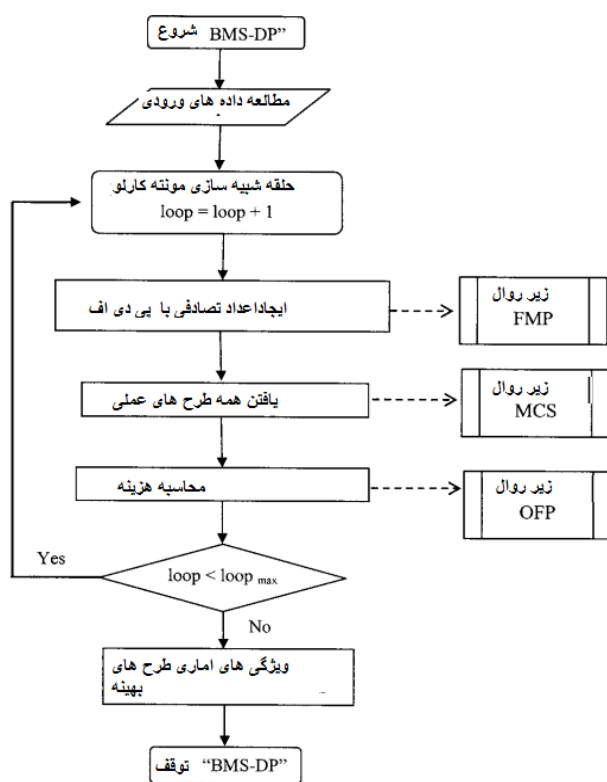 شروع "BMS-DP
مطالعه داده های ورودی
حلقه شبیه سازی مونته کارلو
loop = loop + 1
ایجاداعداد تصادفی با پی دی اف
زیر روال
FMP
یافتن همه طرح های عملی
زیر روال
MCS
محاسبه هزینه
زیر روال
OFP
Yes
loop < loop max
No
ویژگی های اماری طرح های
بهینه
توقف "BMS-DP"